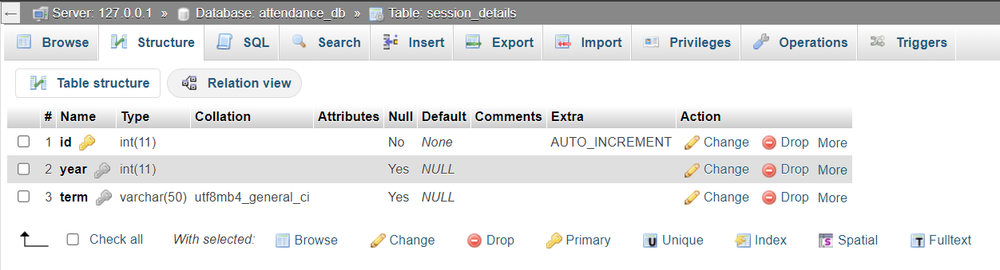 ← Server: 127.0.0.1 » Database: attendance_db » Table: session_details
Browse Structure SQL Search Insert Export Import Privileges Operations Triggers
Table structure Relation view
# Name Type Collation Attributes Null Default Comments Extra Action
1 id int(11) No None AUTO_INCREMENT Change Drop More
2 year int(11) Yes NULL Change Drop More
3 term varchar(50) utf8mb4_general_ci Yes NULL Change Drop More
Check all With selected: Browse Change Drop Primary U Unique Index S Spatial T Fulltext